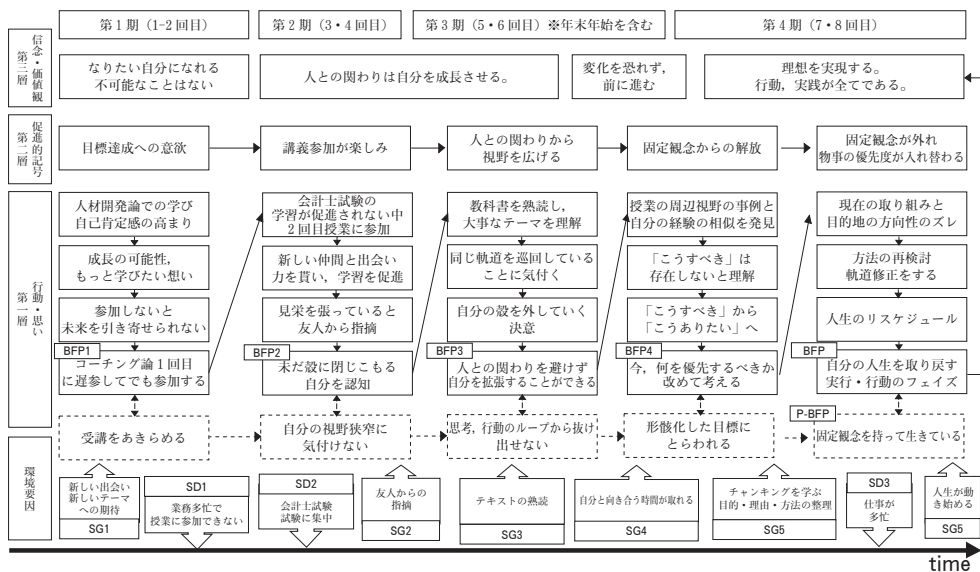 第1期（1-2回目）
第2期（3・4回目）
第3期（5・6回目）※年末年始を含む
第4期（7・8回目）
信念・価値観
第三層
なりたい自分になれる
不可能なことはない
人との関わりは自分を成長させる。
変化を恐れず，
前に進む
理想を実現する。
行動，実践が全てである。
促進的記号
第二層
目標達成への意欲
講義参加が楽しみ
人との関わりから
視野を広げる
固定観念からの解放
固定観念が外れ
物事の優先度が入れ替わる
行動・思い
第一層
人材開発論での学び
自己肯定感の高まり
成長の可能性，
もっと学びたい想い
参加しないと
未来を引き寄せられない
BFP1
コーチング論1回目
に遅参してでも参加する
会計士試験の
学習が促進されない中
2回目授業に参加
新しい仲間と出会い
力を貰い，学習を促進
見栄を張っていると
友人から指摘
BFP2
未だ殻に閉じこもる
自分を認知
教科書を熟読し，
大事なテーマを理解
同じ軌道を巡回している
ことに気付く
自分の殻を外していく
決意
BFP3
人との関わりを避けず
自分を拡張することができる
授業の周辺視野の事例と
自分の経験の相似を発見
「こうすべき」は
存在しないと理解
「こうすべき」から
「こうありたい」へ
BFP4
今，何を優先するべきか
改めて考える
現在の取り組みと
目的地の方向性のズレ
方法の再検討
軌道修正をする
人生のリスケジュール
BFP
自分の人生を取り戻す
実行・行動のフェイズ
受講をあきらめる
自分の視野狭窄に
気付けない
思考，行動のループから抜け
出せない
形骸化した目標に
とらわれる
P-BFP
固定観念を持って生きている
環境要因
新しい出会い
新しいテーマ
への期待
SG1
SD1
業務多忙で
授業に参加できない
SD2
会計士試験
試験に集中
友人からの
指摘
SG2
テキストの熟読
SG3
自分と向き合う時間が取れる
SG4
チャンキングを学ぶ
目的・理由・方法の整理
SG5
SD3
仕事が
多忙
人生が動
き始める
SG5
time